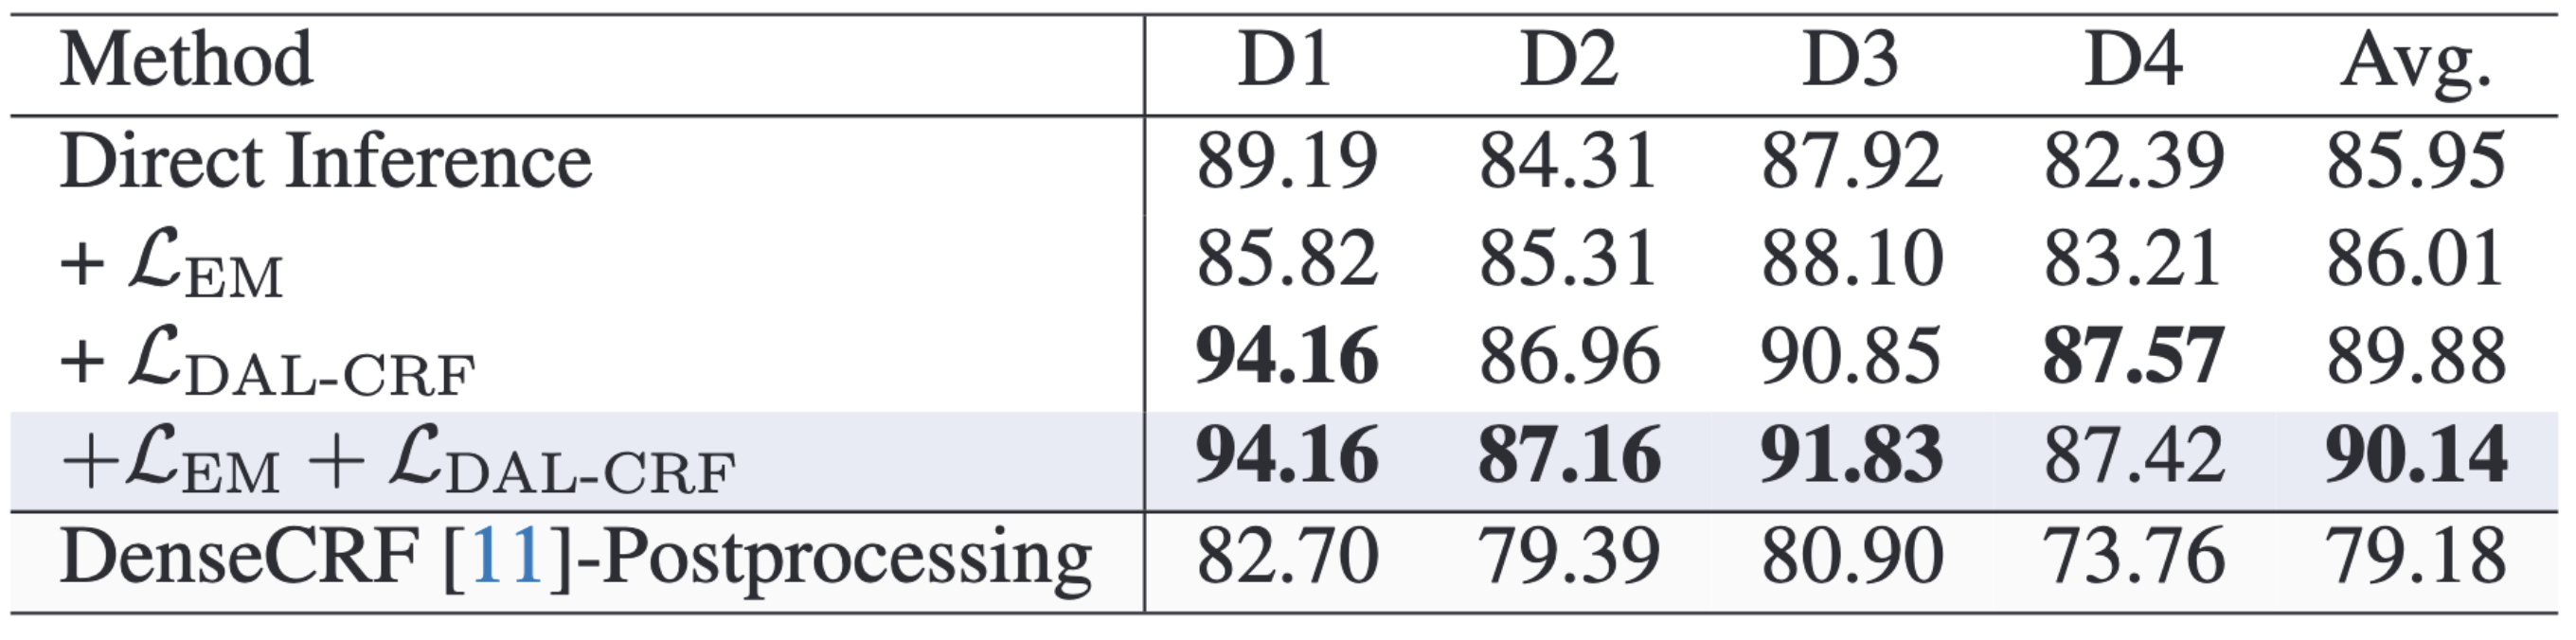 Method D1 D2 D3 D4 Avg.
Direct Inference 89.19 84.31 87.92 82.39 85.95
+ ℒEM 85.82 85.31 88.10 83.21 86.01
+ ℒDAL-CRF 94.16 86.96 90.85 87.57 89.88
+ℒEM + ℒDAL-CRF 94.16 87.16 91.83 87.42 90.14
DenseCRF [11]-Postprocessing 82.70 79.39 80.90 73.76 79.18